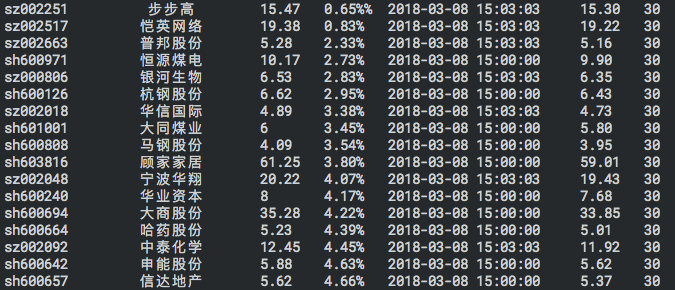 sz002251 步步高 15.47 0.65%% 2018-03-08 15:03:03 15.30 30
sz002517 恺英网络 19.38 0.83% 2018-03-08 15:03:03 19.22 30
sz002663 普邦股份 5.28 2.33% 2018-03-08 15:03:03 5.16 30
sh600971 恒源煤电 10.17 2.73% 2018-03-08 15:00:00 9.90 30
sz000806 银河生物 6.53 2.83% 2018-03-08 15:03:03 6.35 30
sh600126 杭钢股份 6.62 2.95% 2018-03-08 15:00:00 6.43 30
sz002018 华信国际 4.89 3.38% 2018-03-08 15:03:03 4.73 30
sh601001 大同煤业 6 3.45% 2018-03-08 15:00:00 5.80 30
sh600808 马钢股份 4.09 3.54% 2018-03-08 15:00:00 3.95 30
sh603816 顾家家居 61.25 3.80% 2018-03-08 15:00:00 59.01 30
sz002048 宁波华翔 20.22 4.07% 2018-03-08 15:03:03 19.43 30
sh600240 华业资本 8 4.17% 2018-03-08 15:00:00 7.68 30
sh600694 大商股份 35.28 4.22% 2018-03-08 15:00:00 33.85 30
sh600664 哈药股份 5.23 4.39% 2018-03-08 15:00:00 5.01 30
sz002092 中泰化学 12.45 4.45% 2018-03-08 15:03:03 11.92 30
sh600642 申能股份 5.88 4.63% 2018-03-08 15:00:00 5.62 30
sh600657 信达地产 5.62 4.66% 2018-03-08 15:00:00 5.37 30